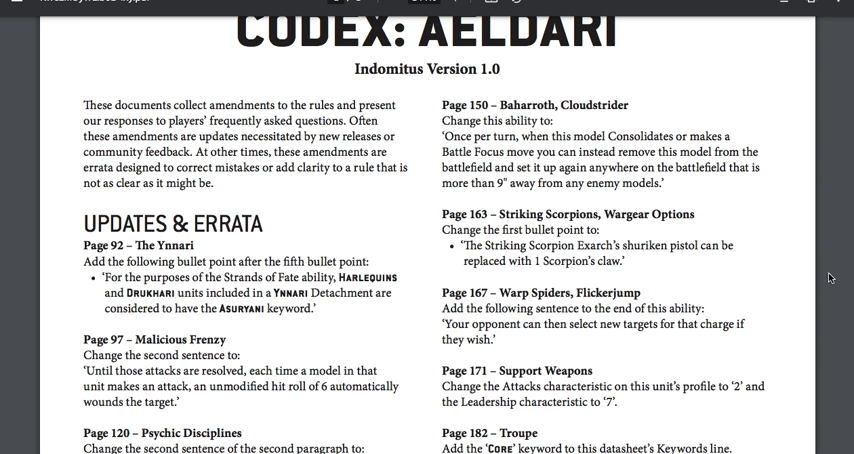 CODEX: AELDARI
Indomitus Version 1.0
These documents collect amendments to the rules and present
our responses to players’ frequently asked questions. Often
these amendments are updates necessitated by new releases or
community feedback. At other times, these amendments are
errata designed to correct mistakes or add clarity to a rule that is
not as clear as it might be.
UPDATES & ERRATA
Page 92 – The Ynnari
Add the following bullet point after the fifth bullet point:
• ‘For the purposes of the Strands of Fate ability, HARLEQUINS
and DRUKHARI units included in a YNNARI Detachment are
considered to have the ASURYANI keyword.’
Page 97 – Malicious Frenzy
Change the second sentence to:
‘Until those attacks are resolved, each time a model in that
unit makes an attack, an unmodified hit roll of 6 automatically
wounds the target.’
Page 120 – Psychic Disciplines
Change the second sentence of the second paragraph to:
Page 150 – Baharroth, Cloudstrider
Change this ability to:
‘Once per turn, when this model Consolidates or makes a
Battle Focus move you can instead remove this model from the
battlefield and set it up again anywhere on the battlefield that is
more than 9" away from any enemy models.’
Page 163 – Striking Scorpions, Wargear Options
Change the first bullet point to:
• ‘The Striking Scorpion Exarch’s shuriken pistol can be
replaced with 1 Scorpion’s claw.’
Page 167 – Warp Spiders, Flickerjump
Add the following sentence to the end of this ability:
‘Your opponent can then select new targets for that charge if
they wish.’
Page 171 – Support Weapons
Change the Attacks characteristic on this unit’s profile to ‘2’ and
the Leadership characteristic to ‘7’.
Page 182 – Troupe
Add the ‘CORE’ keyword to this datasheet’s Keywords line.